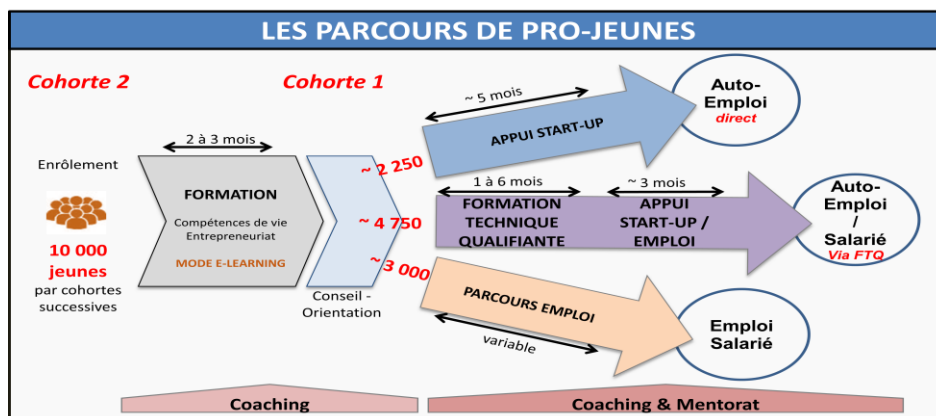 LES PARCOURS DE PRO-JEUNES
Cohorte 2
Cohorte 1
Enrôlement
10 000
jeunes
par cohortes
successives
2 à 3 mois
FORMATION
Compétences de vie
Entrepreneuriat
MODE E-LEARNING
Conseil -
Orientation
~ 2 250
~ 4 750
~ 3 000
~ 5 mois
APPUI START-UP
Auto-
Emploi
direct
1 à 6 mois
FORMATION
TECHNIQUE
QUALIFIANTE
~ 3 mois
APPUI
START-UP /
EMPLOI
Auto-
Emploi
/
Salarié
Via FTQ
PARCOURS EMPLOI
variable
Emploi
Salarié
Coaching
Coaching & Mentorat